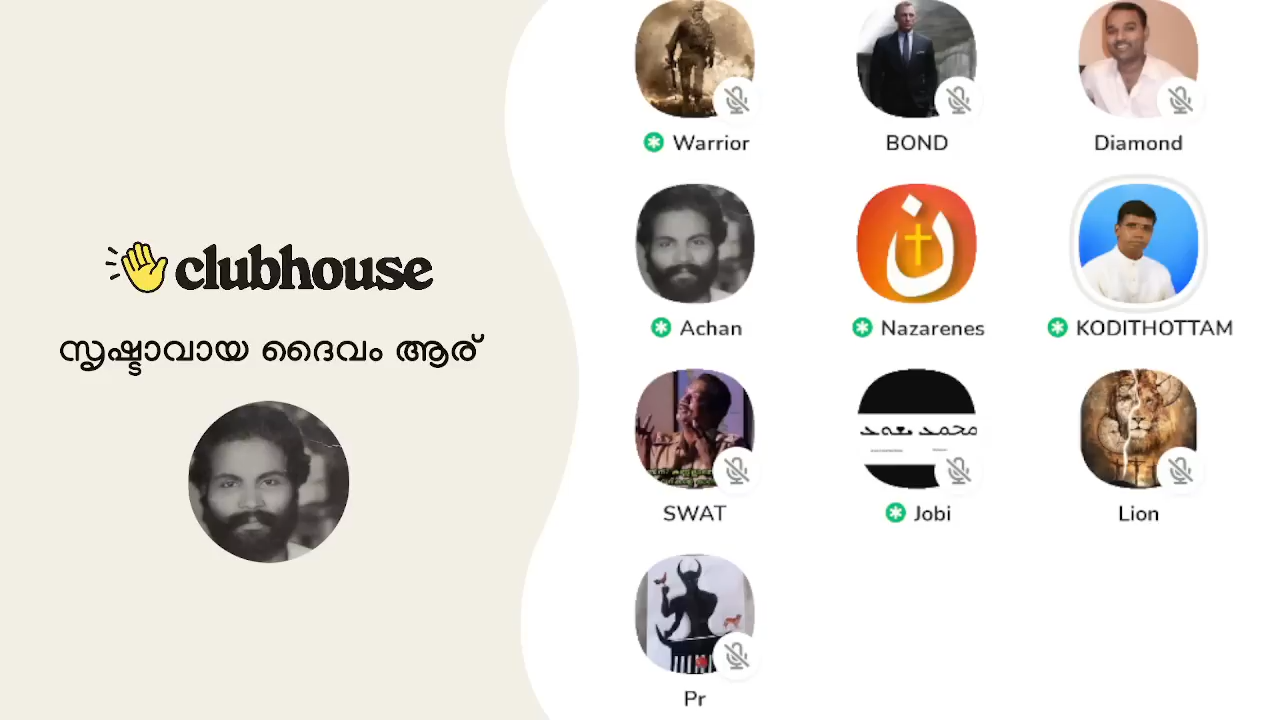 clubhouse
സൃഷ്ടാവായ ദൈവം ആര്
Warrior
BOND
Diamond
Achan
Nazarenes
KODITHOTTAM
SWAT
Jobi
Lion
Pr